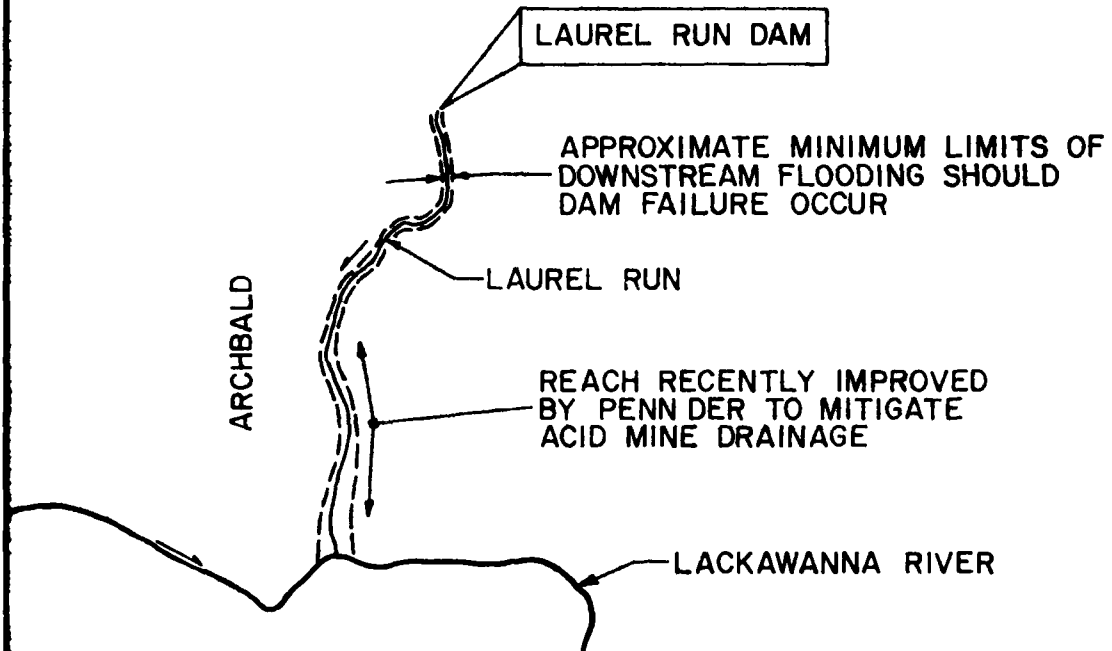 LAUREL RUN DAM
APPROXIMATE MINIMUM LIMITS OF
DOWNSTREAM FLOODING SHOULD
DAM FAILURE OCCUR
LAUREL RUN
ARCHBALD
REACH RECENTLY IMPROVED
BY PENN DER TO MITIGATE
ACID MINE DRAINAGE
LACKAWANNA RIVER